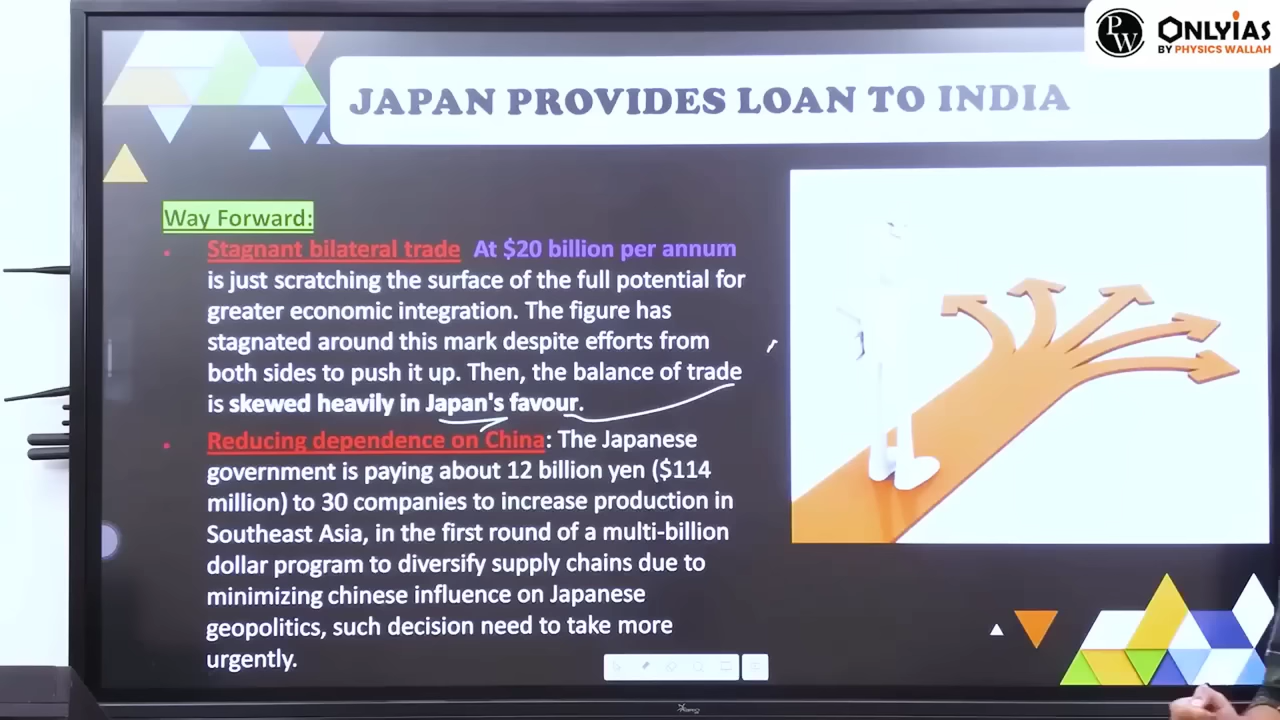 PW
ONLYIAS
BY PHYSICS WALLAH
JAPAN PROVIDES LOAN TO INDIA
Way Forward:
Stagnant bilateral trade At $20 billion per annum
is just scratching the surface of the full potential for
greater economic integration. The figure has
stagnated around this mark despite efforts from
both sides to push it up. Then, the balance of trade
is skewed heavily in Japan's favour.
Reducing dependence on China: The Japanese
government is paying about 12 billion yen ($114
million) to 30 companies to increase production in
Southeast Asia, in the first round of a multi-billion
dollar program to diversify supply chains due to
minimizing chinese influence on Japanese
geopolitics, such decision need to take more
urgently.